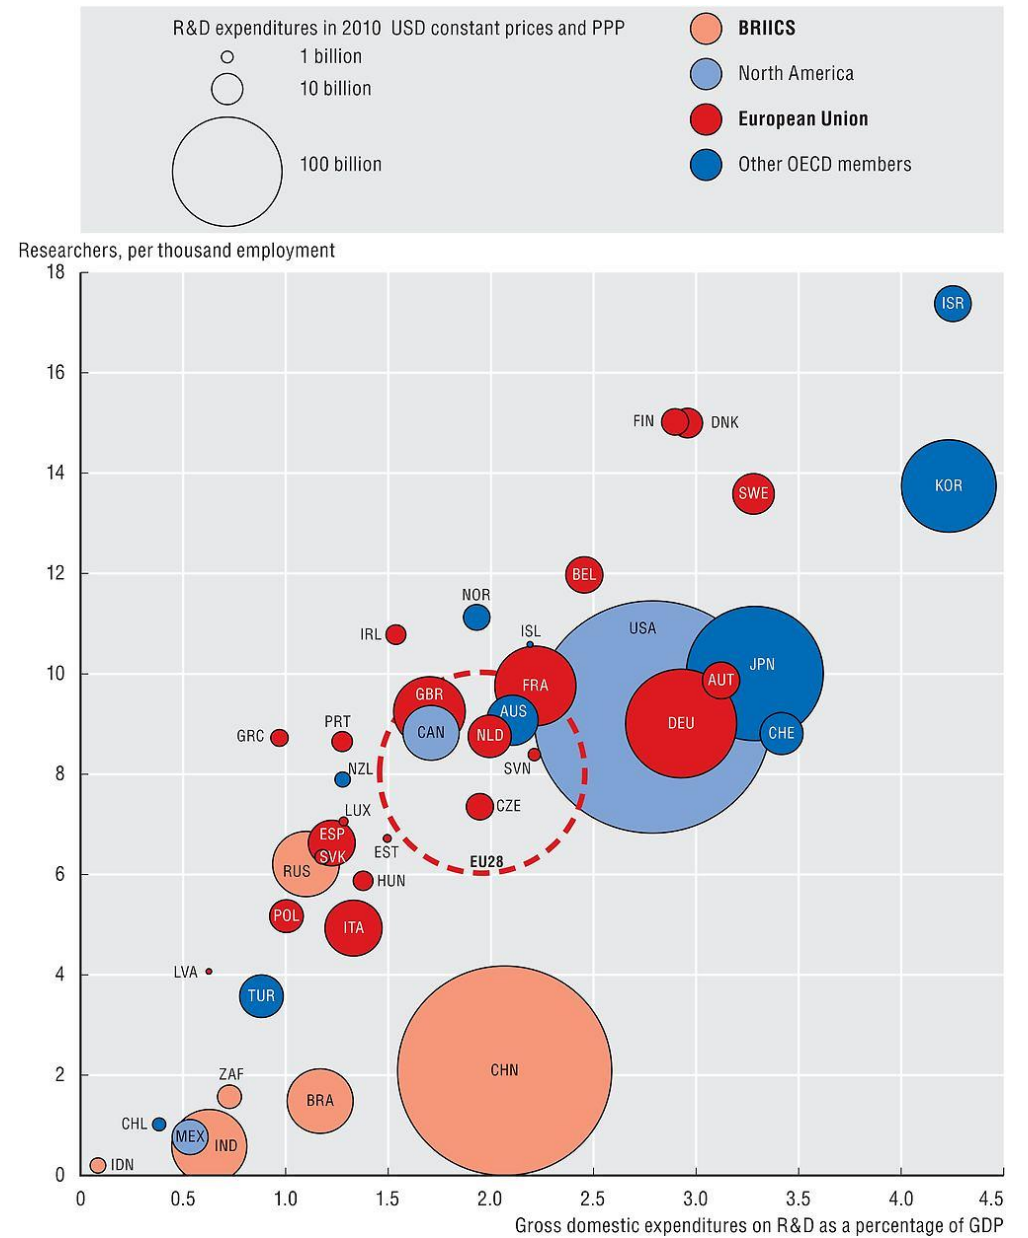 R&D expenditures in 2010 USD constant prices and PPP
1 billion
10 billion
100 billion
BRIICS
North America
European Union
Other OECD members
Researchers, per thousand employment
18
ISR
16
FIN
DNK
14
KOR
SWE
12
BEL
NOR
ISL
IRL
USA
10
JPN
AUT
FRA
GBR
AUS
DEU
CAN
NLD
CHE
PRT
GRC
SVN
8
NZL
LUX
CZE
ESP
SVK
EST
EU28
6
RUS
HUN
POL
ITA
4
LVA
TUR
2
ZAF
CHN
BRA
CHL
MEX
IND
IDN
0
0 0.5 1.0 1.5 2.0 2.5 3.0 3.5 4.0 4.5
Gross domestic expenditures on R&D as a percentage of GDP